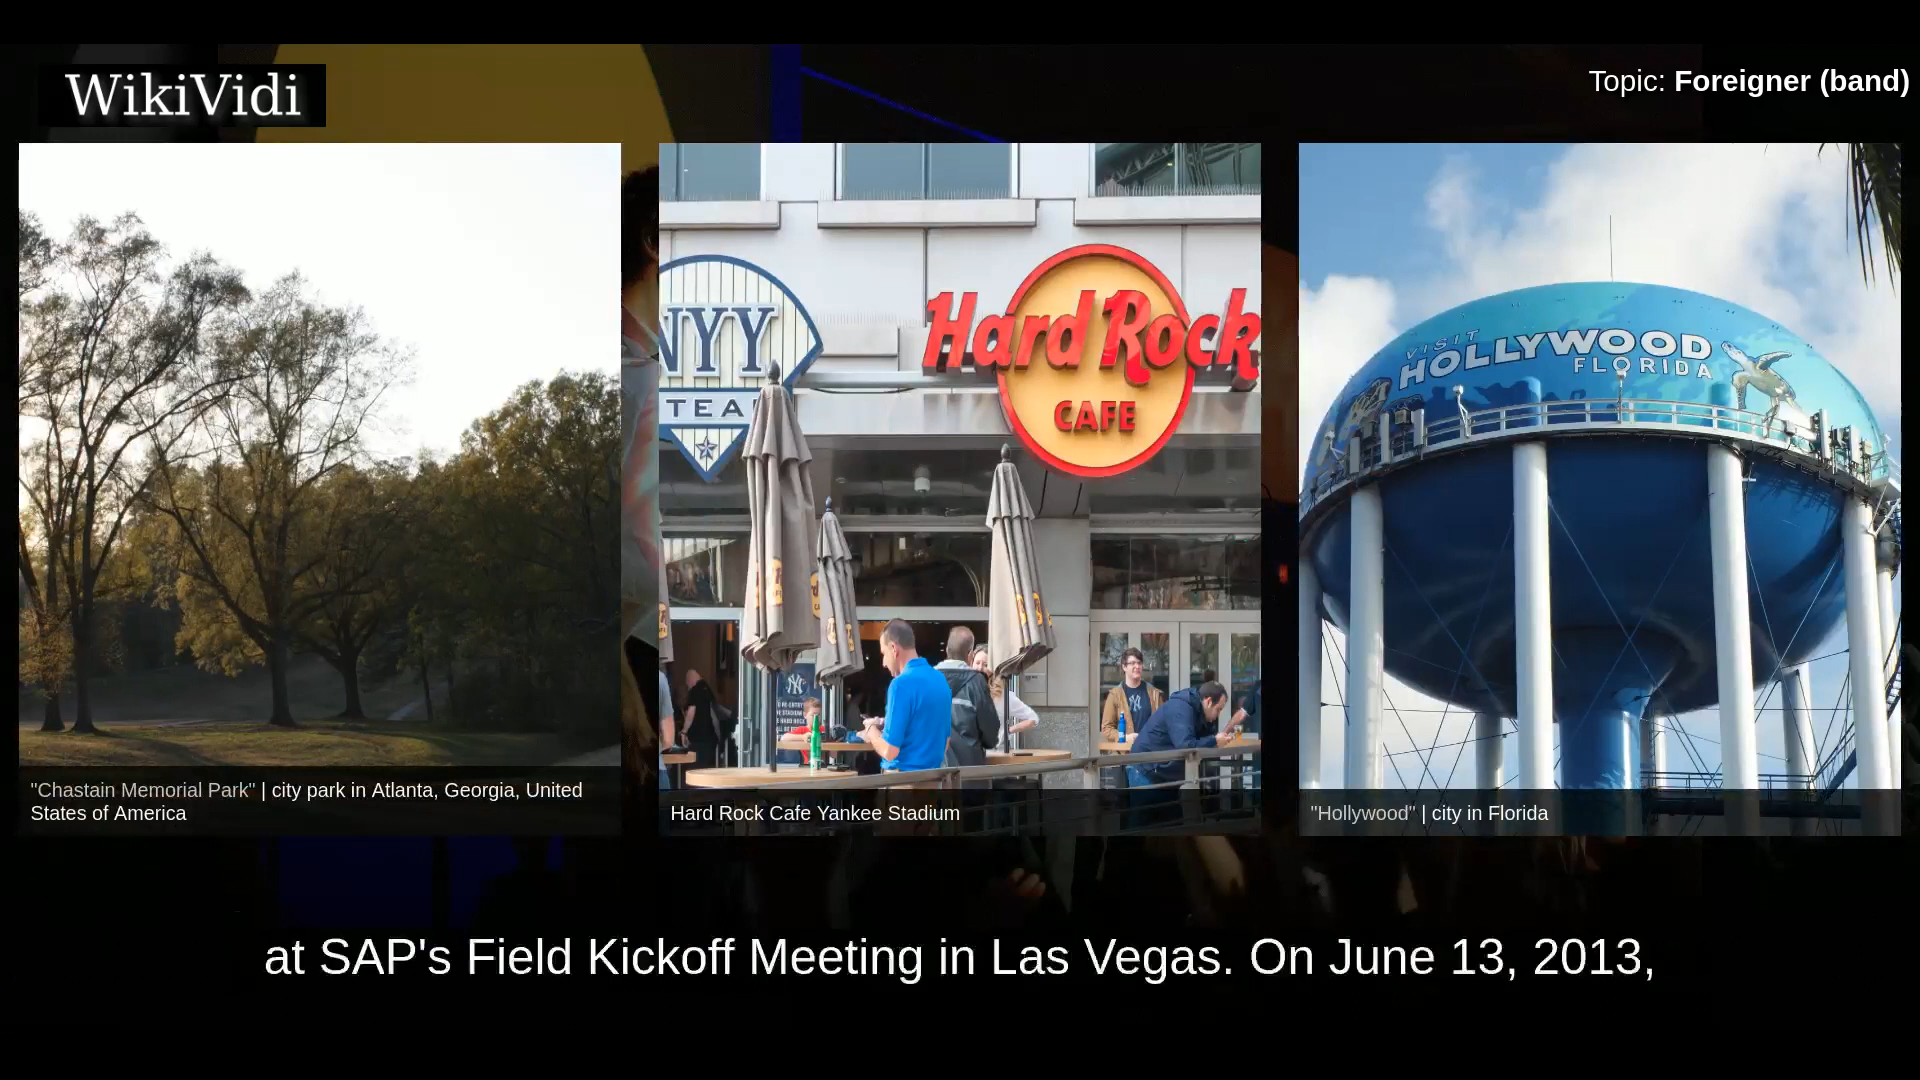 WikiVidi
Topic: Foreigner (band)
NYY
TEA
Hard Rock
CAFE
VISIT
HOLLYWOOD
FLORIDA
"Chastain Memorial Park" | city park in Atlanta, Georgia, United
States of America
Hard Rock Cafe Yankee Stadium
"Hollywood" | city in Florida
at SAP's Field Kickoff Meeting in Las Vegas. On June 13, 2013,